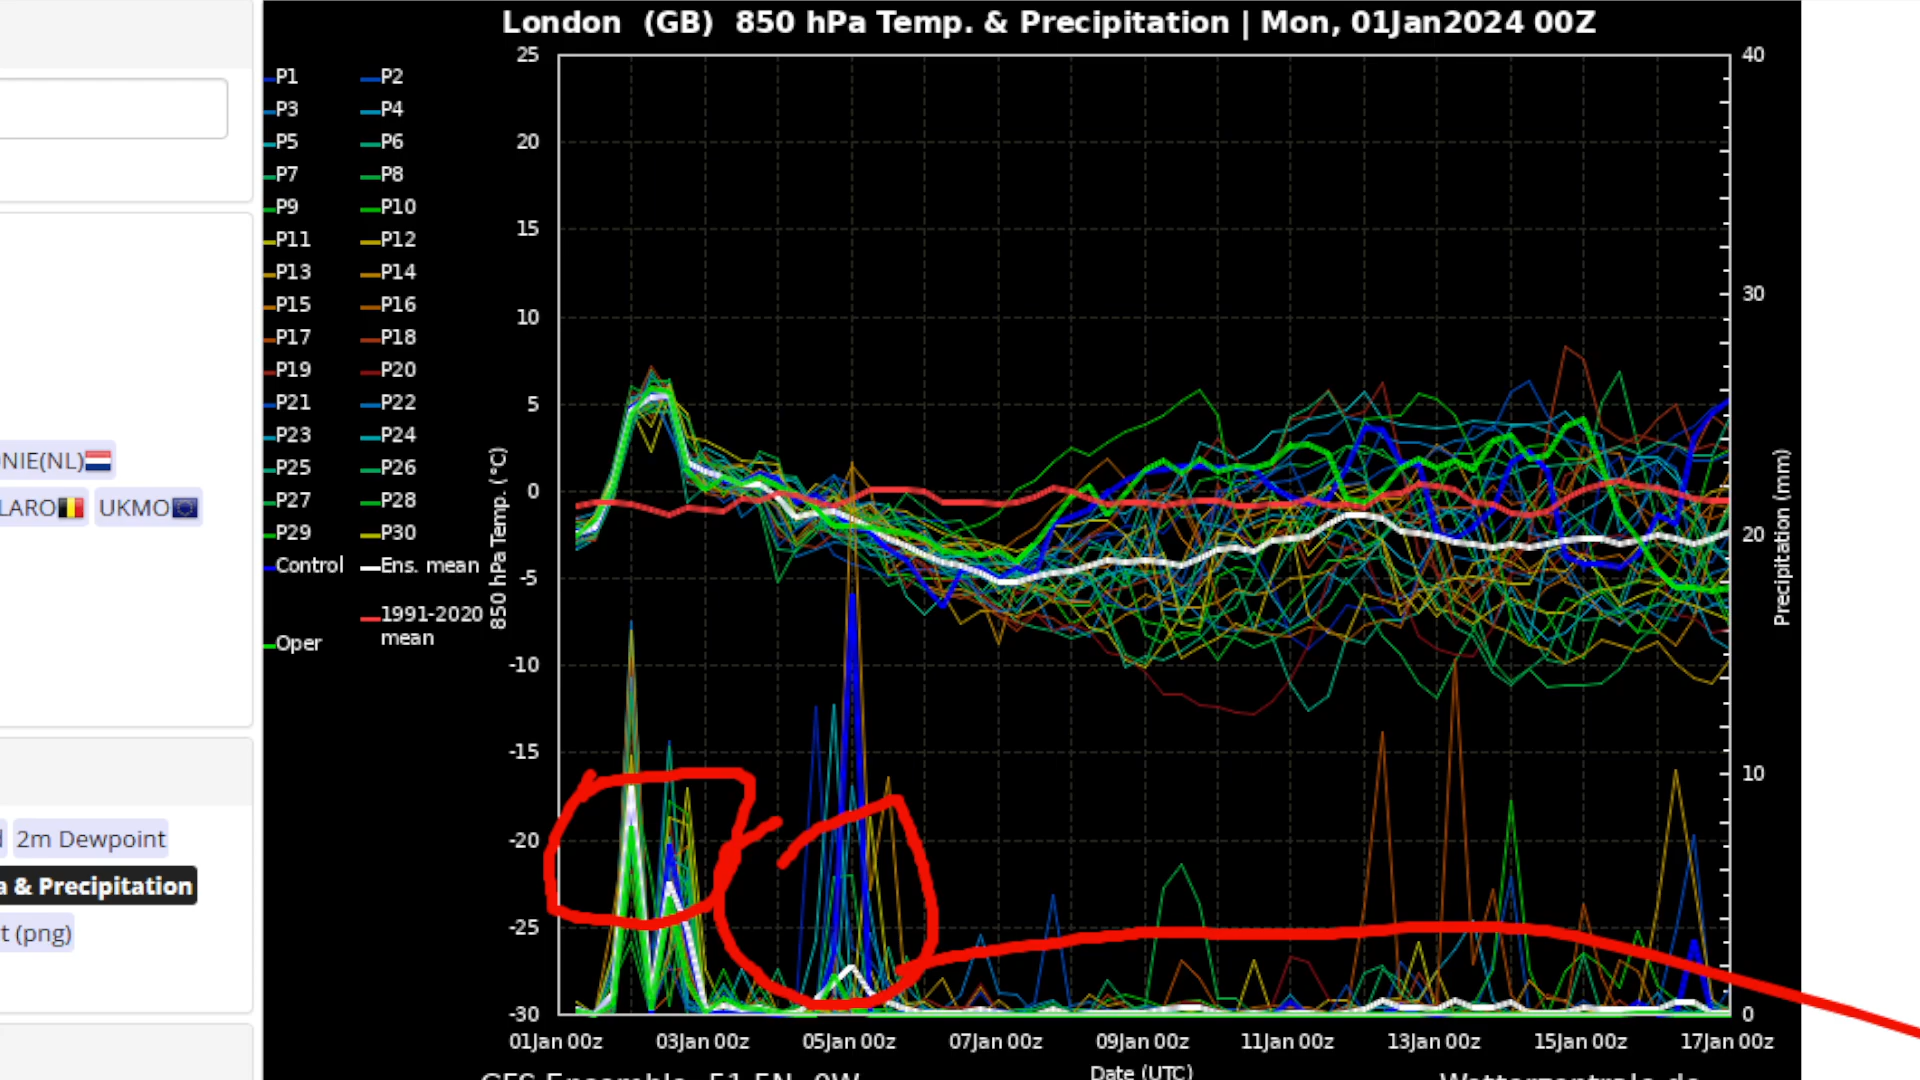 London (GB) 850 hPa Temp. & Precipitation | Mon, 01Jan2024 00Z
P1 P2
P3 P4
P5 P6
P7 P8
P9 P10
P11 P12
P13 P14
P15 P16
P17 P18
P19 P20
P21 P22
P23 P24
P25 P26
P27 P28
P29 P30
Control Ens. mean
1991-2020
mean
Oper
25
20
15
10
5
0
-5
-10
-15
-20
-25
-30
850 hPa Temp. (°C)
40
30
20
10
0
Precipitation (mm)
01Jan 00z 03Jan 00z 05Jan 00z 07Jan 00z 09Jan 00z 11Jan 00z 13Jan 00z 15Jan 00z 17Jan 00z
Date (UTC)
NIE(NL)
LARO UKMO
2m Dewpoint
a & Precipitation
t (png)